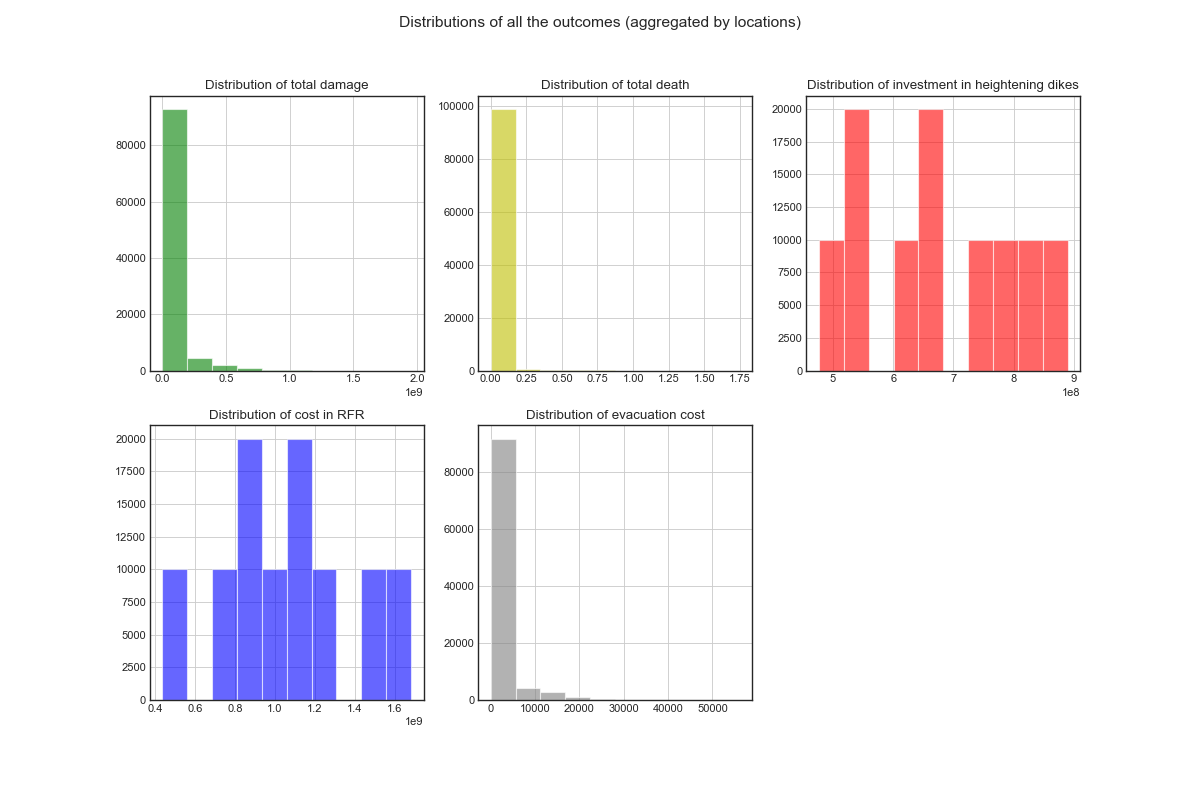 Distributions of all the outcomes (aggregated by locations)
Distribution of total damage
80000
60000
40000
20000
0
0.0 0.5 1.0 1.5 2.0
1e9
Distribution of total death
100000
80000
60000
40000
20000
0
0.00 0.25 0.50 0.75 1.00 1.25 1.50 1.75
Distribution of investment in heightening dikes
20000
17500
15000
12500
10000
7500
5000
2500
0
5 6 7 8 9
1e8
Distribution of cost in RFR
20000
17500
15000
12500
10000
7500
5000
2500
0
0.4 0.6 0.8 1.0 1.2 1.4 1.6
1e9
Distribution of evacuation cost
80000
60000
40000
20000
0
0 10000 20000 30000 40000 50000